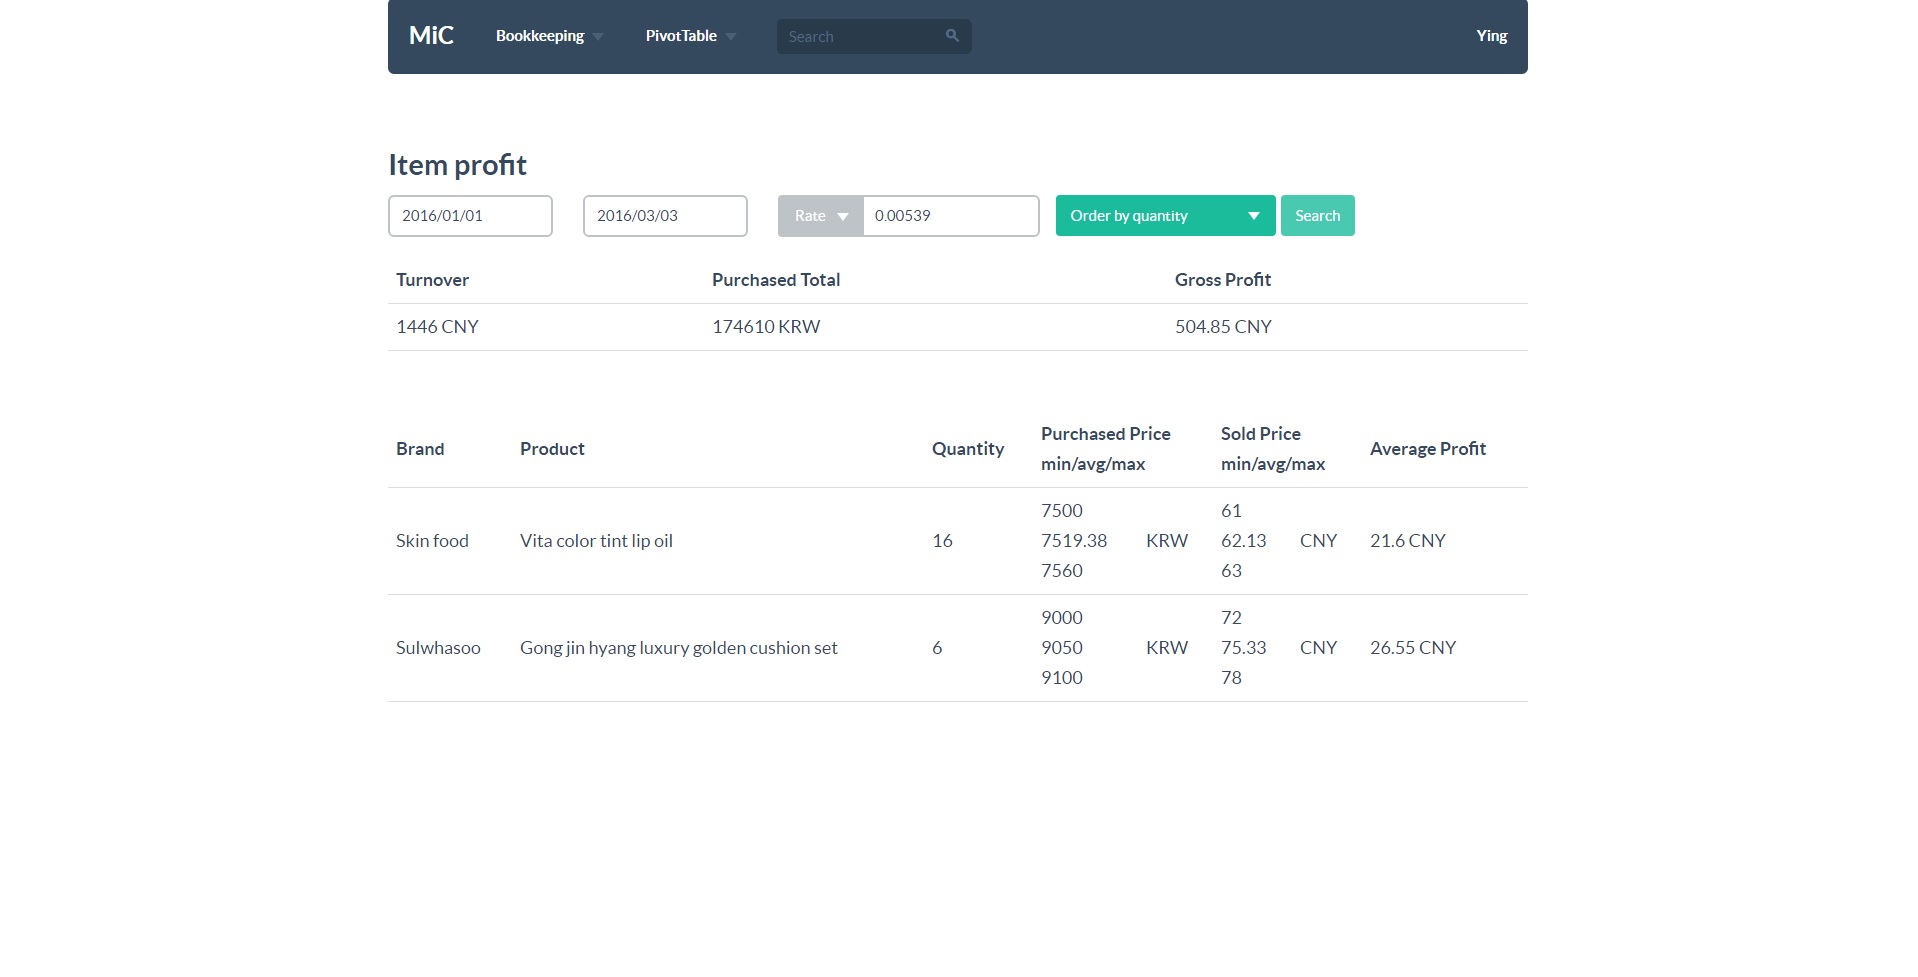 MiC Bookkeeping PivotTable Search Ying
Item profit
2016/01/01 2016/03/03 Rate 0.00539 Order by quantity Search
Turnover Purchased Total Gross Profit
1446 CNY 174610 KRW 504.85 CNY
Brand Product Quantity Purchased Price min/avg/max Sold Price min/avg/max Average Profit
7500 61
Skin food Vita color tint lip oil 16 7519.38 KRW 62.13 CNY 21.6 CNY
7560 63
9000 72
Sulwhasoo Gong jin hyang luxury golden cushion set 6 9050 KRW 75.33 CNY 26.55 CNY
9100 78